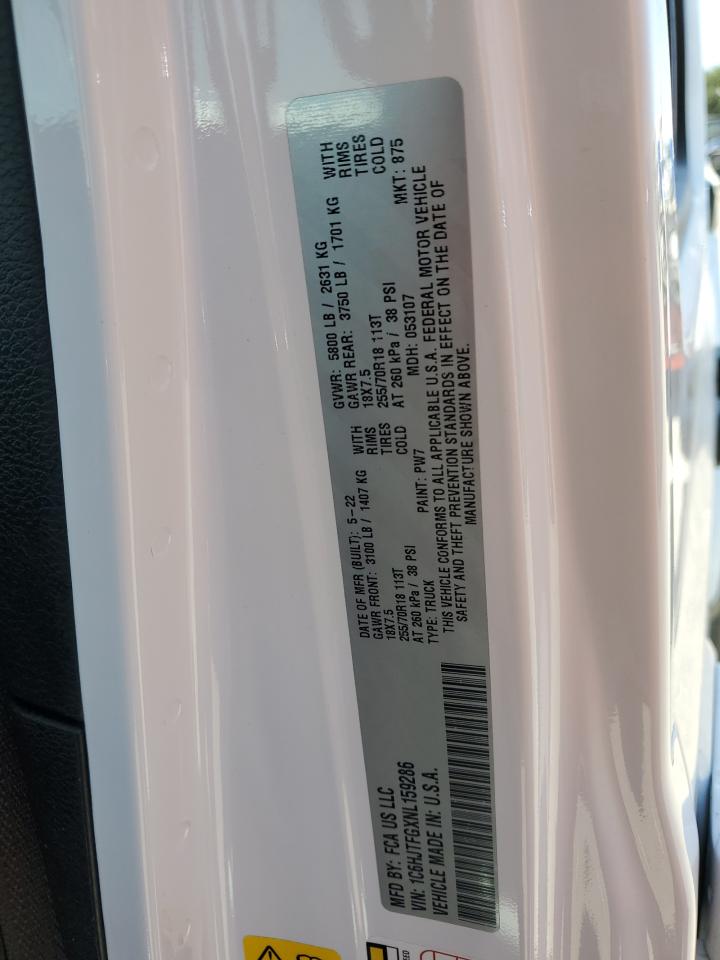 MFD BY: FCA US LLC
VIN: 1C6HJTFGXNL159286
VEHICLE MADE IN: U.S.A.
DATE OF MFR (BUILT): 5-22
GAWR FRONT: 3100 LB / 1407 KG WITH
18X7.5 RIMS
255/70R18 113T TIRES
AT 260 kPa / 38 PSI COLD
GVWR: 5800 LB / 2631 KG
GAWR REAR: 3750 LB / 1701 KG WITH
18X7.5 RIMS
255/70R18 113T TIRES
AT 260 kPa / 38 PSI COLD
TYPE: TRUCK PAINT: PW7 MDH: 053107 MKT: 875
THIS VEHICLE CONFORMS TO ALL APPLICABLE U.S.A. FEDERAL MOTOR VEHICLE
SAFETY AND THEFT PREVENTION STANDARDS IN EFFECT ON THE DATE OF
MANUFACTURE SHOWN ABOVE.